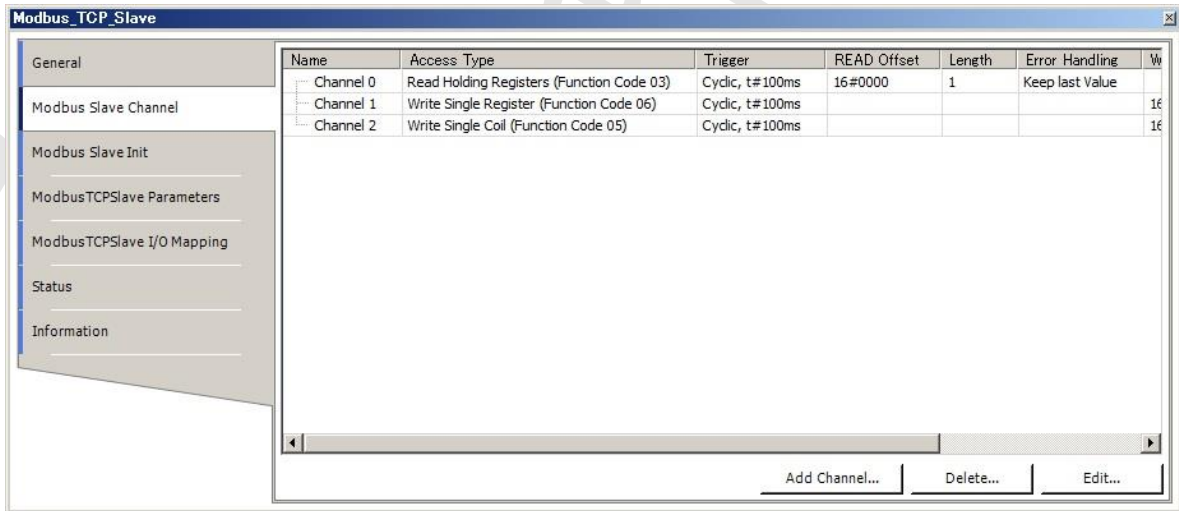 Modbus_TCP_Slave
General
Modbus Slave Channel
Modbus Slave Init
ModbusTCPSlave Parameters
ModbusTCPSlave I/O Mapping
Status
Information
Name Access Type Trigger READ Offset Length Error Handling
Channel 0 Read Holding Registers (Function Code 03) Cyclic, t#100ms 16#0000 1 Keep last Value
Channel 1 Write Single Register (Function Code 06) Cyclic, t#100ms 16
Channel 2 Write Single Coil (Function Code 05) Cyclic, t#100ms 16
Add Channel... Delete... Edit...